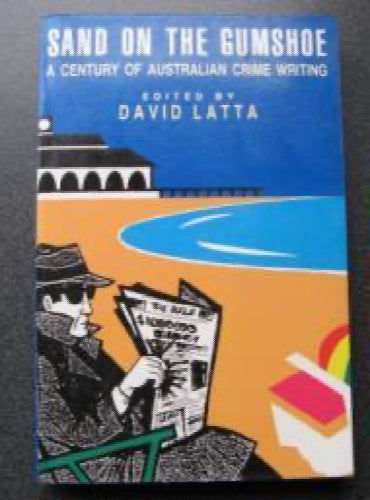 SAND ON THE GUMSHOE
A CENTURY OF AUSTRALIAN CRIME WRITING
EDITED BY
DAVID LATTA